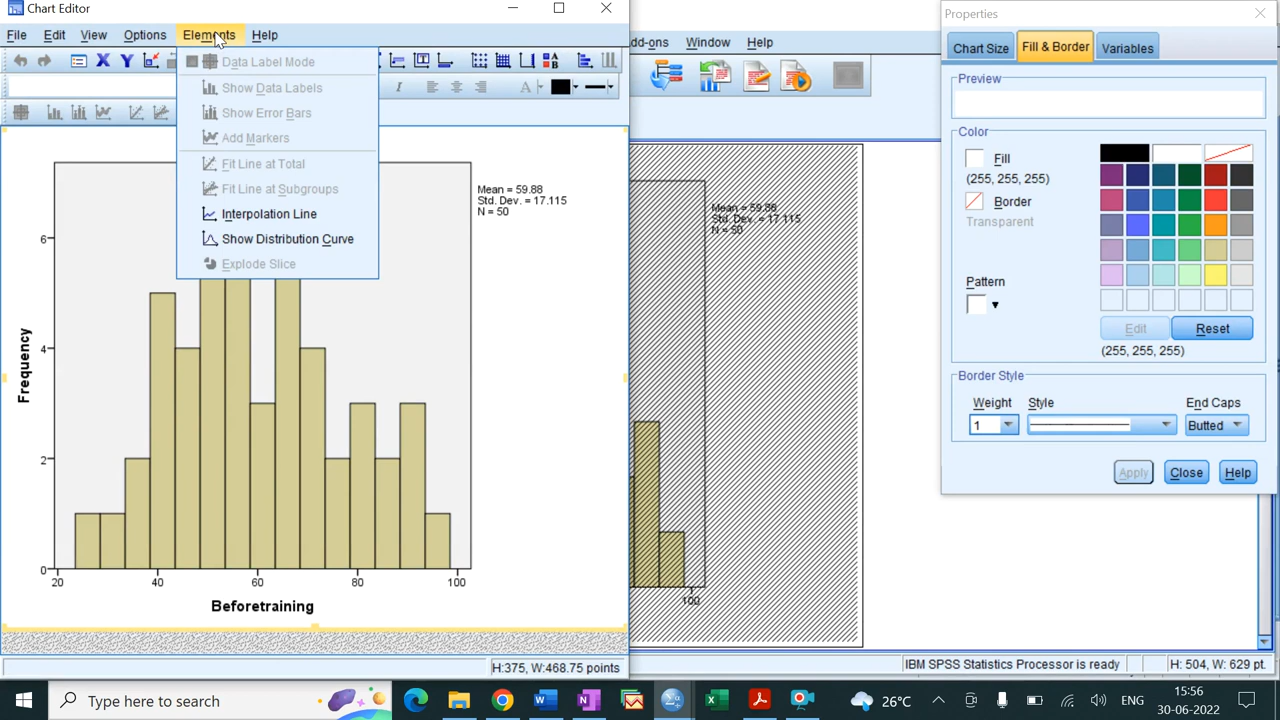 Chart Editor
File Edit View Options Elements Help
Data Label Mode
Show Data Labels
Show Error Bars
Add Markers
Fit Line at Total
Fit Line at Subgroups
Interpolation Line
Show Distribution Curve
Explode Slice
Mean = 59.88
Std. Dev. = 17.115
N = 50
6
4
2
0
Frequency
20 40 60 80 100
Beforetraining
H:375, W:468.75 points
dd-ons Window Help
Mean = 59.88
Std. Dev. = 17.115
N = 50
100
IBM SPSS Statistics Processor is ready H: 504, W: 629 pt.
Properties
Chart Size Fill & Border Variables
Preview
Color
Fill
(255, 255, 255)
Border
Transparent
Pattern
Edit Reset
(255, 255, 255)
Border Style
Weight Style End Caps
1 Butted
Apply Close Help
Type here to search
26°C ENG 15:56
30-06-2022